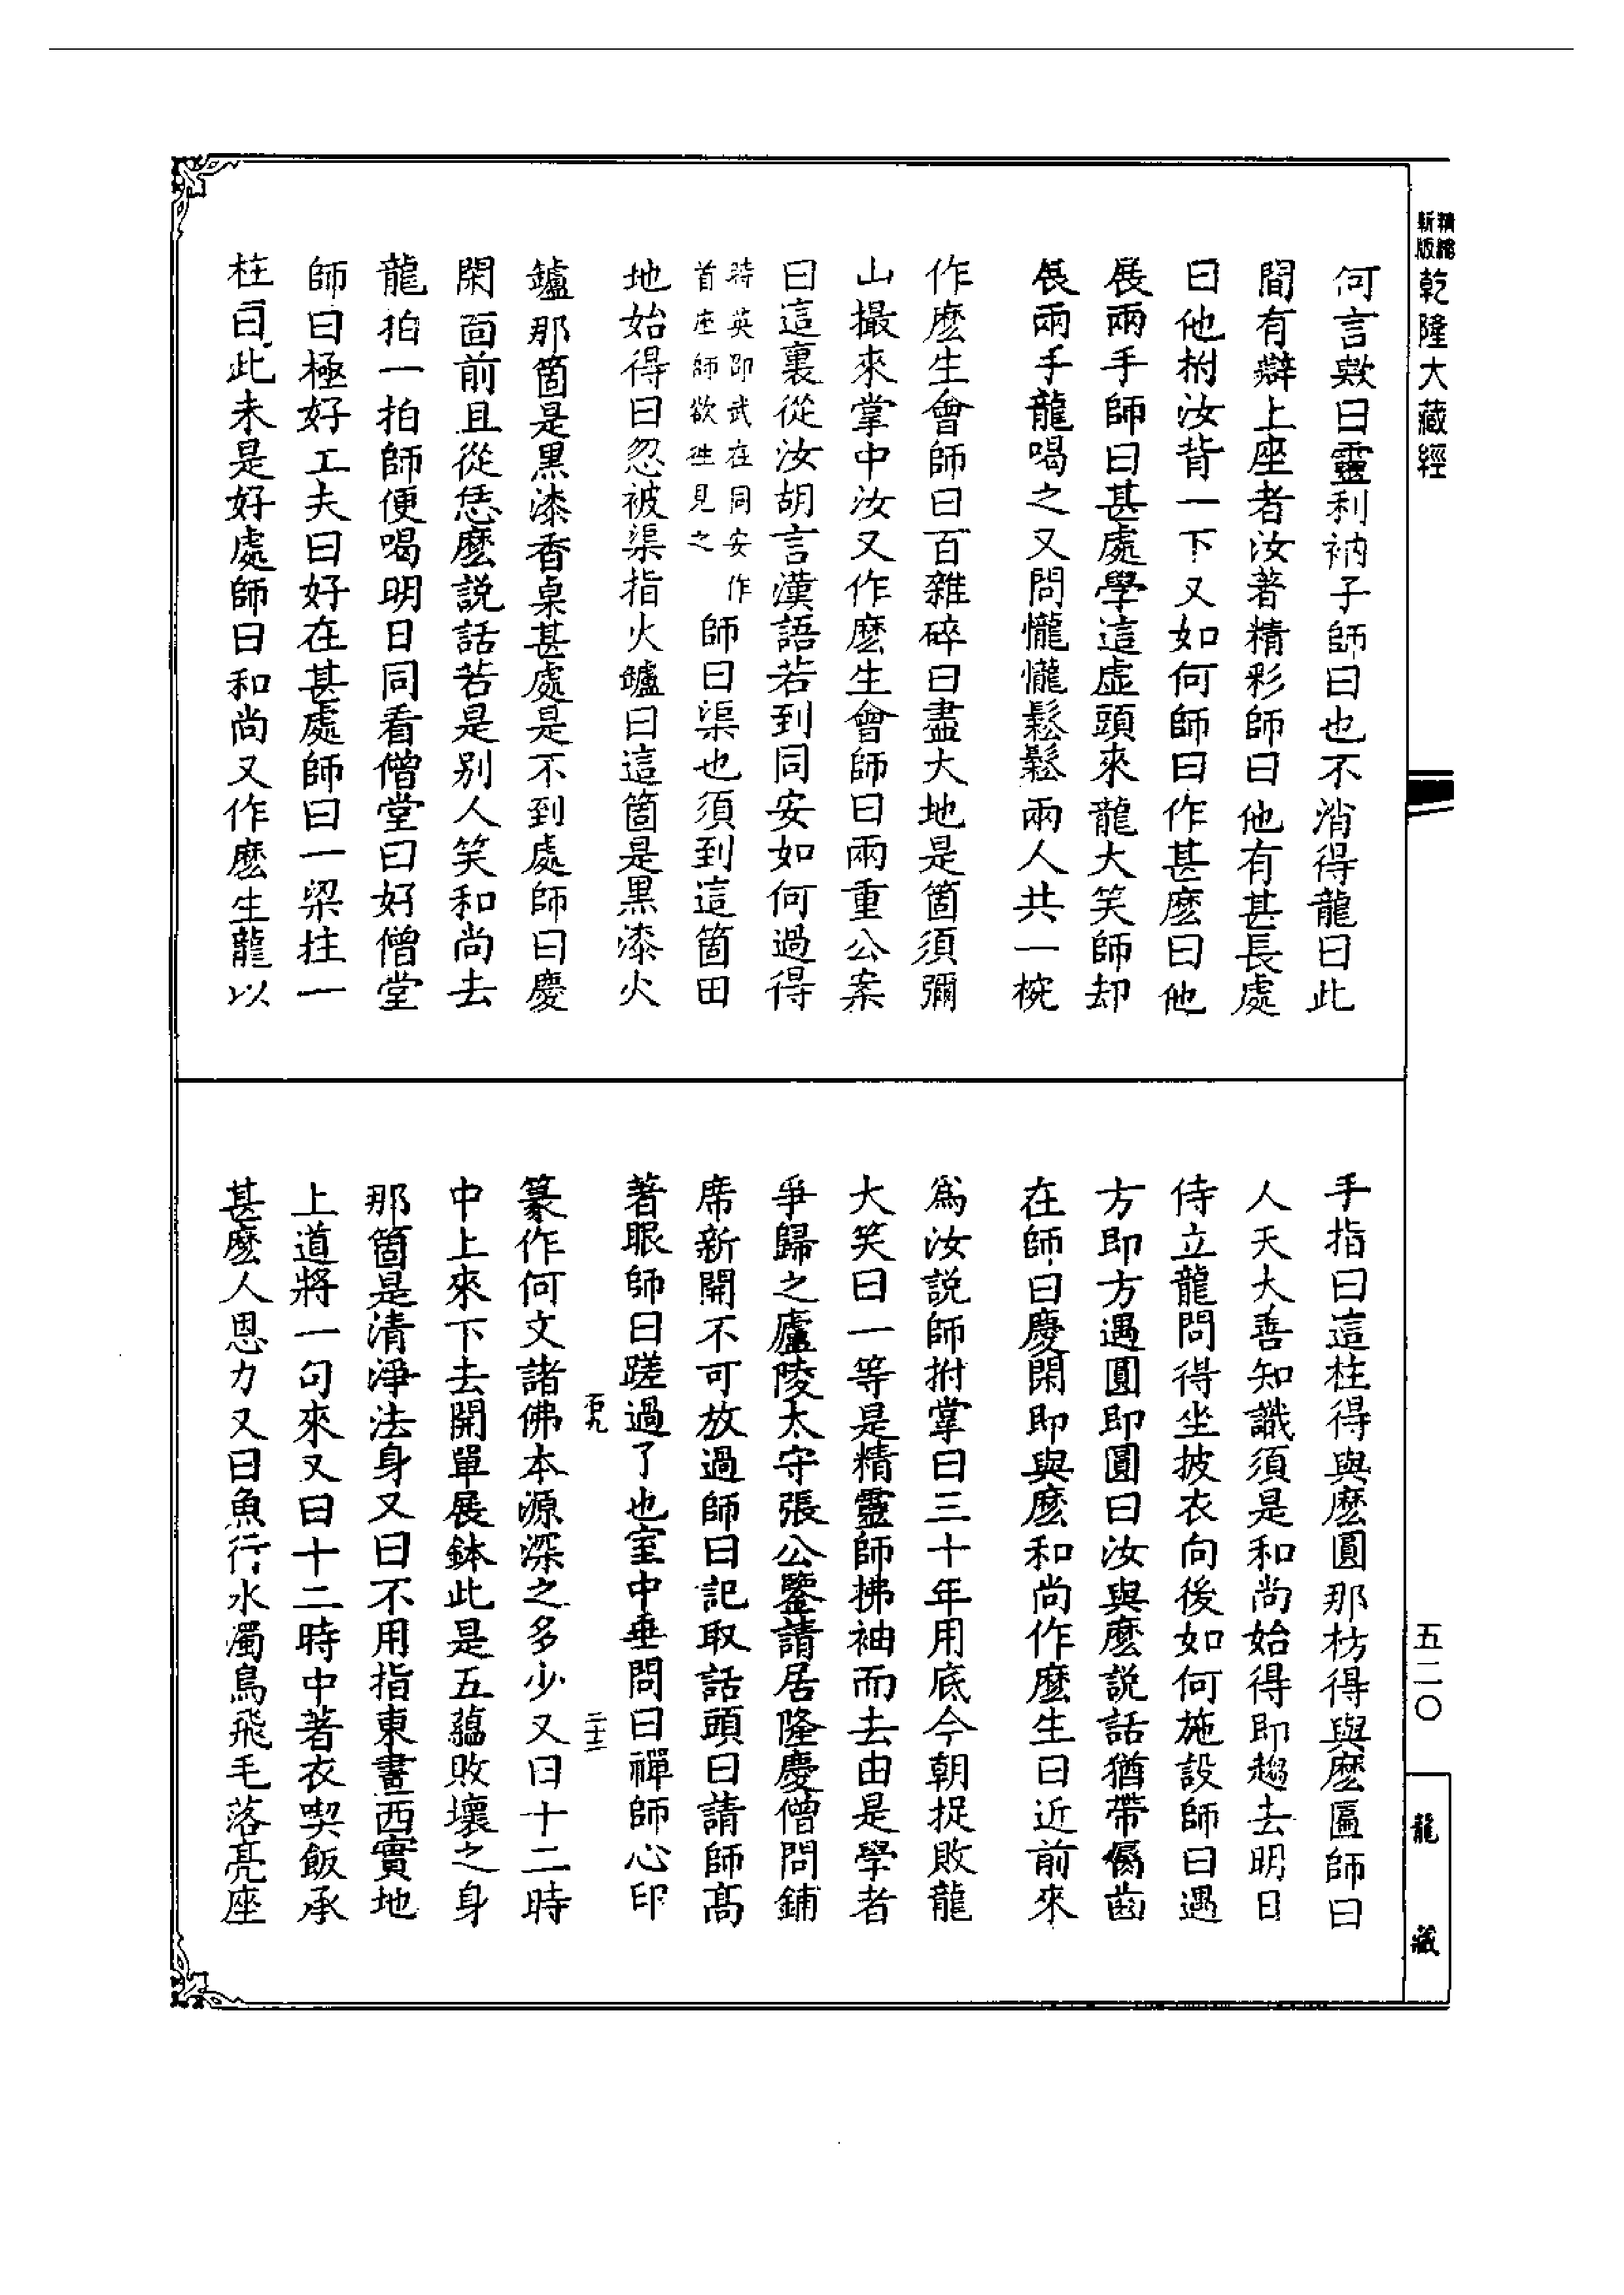 精縮
新版
乾隆大藏經
何言歟曰靈利衲子師曰也不消得龍曰此
間有辯上座者汝著精彩師曰他有甚長處
曰他拊汝背一下又如何師曰作甚麽曰他
展兩手師曰甚處學這虛頭來龍大笑師却
展兩手龍喝之又問㦬㦬鬆鬆兩人共一椀
作麽生會師曰百雜碎曰盡大地是箇須彌
山撮來掌中汝又作麽生會師曰兩重公案
曰這裏從汝胡言漢語若到同安如何過得
時英邵武在同安作
首座師欲往見之
師曰渠也須到這箇田
地始得曰忽被渠指火鑪曰這箇是黑漆火
鑪那箇是黑漆香桌甚處是不到處師曰慶
閑面前且從恁麽説話若是别人笑和尚去
龍拍一拍師便喝明日同看僧堂曰好僧堂
師曰極好工夫曰好在甚處師曰一梁拄一
柱曰此未是好處師曰和尚又作麽生龍以
手指曰這柱得與麽圓那枋得與麽匾師曰
人天大善知識須是和尚始得即趨去明日
侍立龍問得坐披衣向後如何施設師曰遇
方即方遇圓即圓曰汝與麽説話猶帶脣齒
在師曰慶閑即與麽和尚作麽生曰近前來
爲汝説師拊掌曰三十年用底今朝捉敗龍
大笑曰一等是精靈師拂袖而去由是學者
爭歸之廬陵太守張公鑒請居隆慶僧問鋪
席新開不可放過師曰記取話頭曰請師高
著眼師曰蹉過了也室中垂問曰禪師心印
百九
二十三
篆作何文諸佛本源深之多少又曰十二時
中上來下去開單展鉢此是五蘊敗壞之身
那箇是清淨法身又曰不用指東畫西實地
上道將一句來又曰十二時中著衣喫飯承
甚麽人恩力又曰魚行水濁鳥飛毛落亮座
五二〇
龍藏